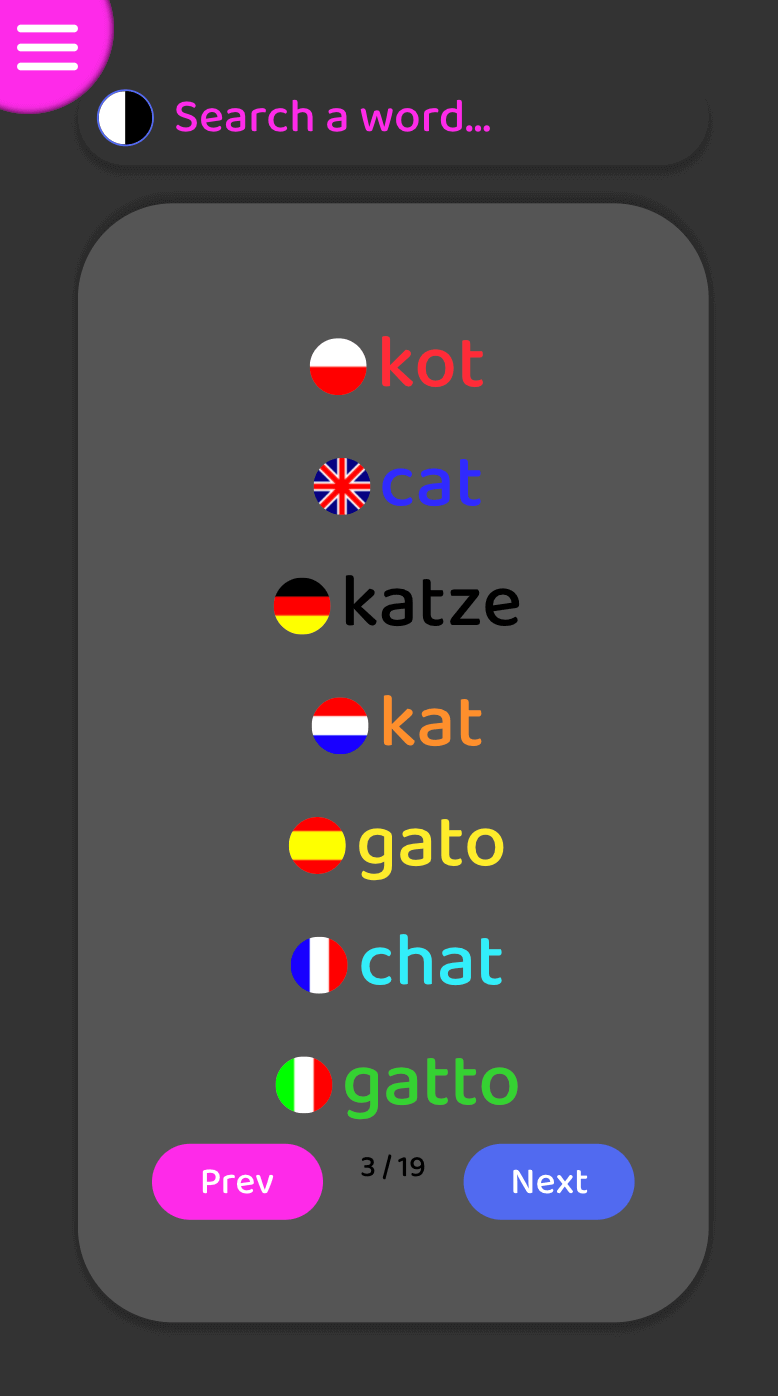 Search a word...
kot
cat
katze
kat
gato
chat
gatto
Prev
3 / 19
Next